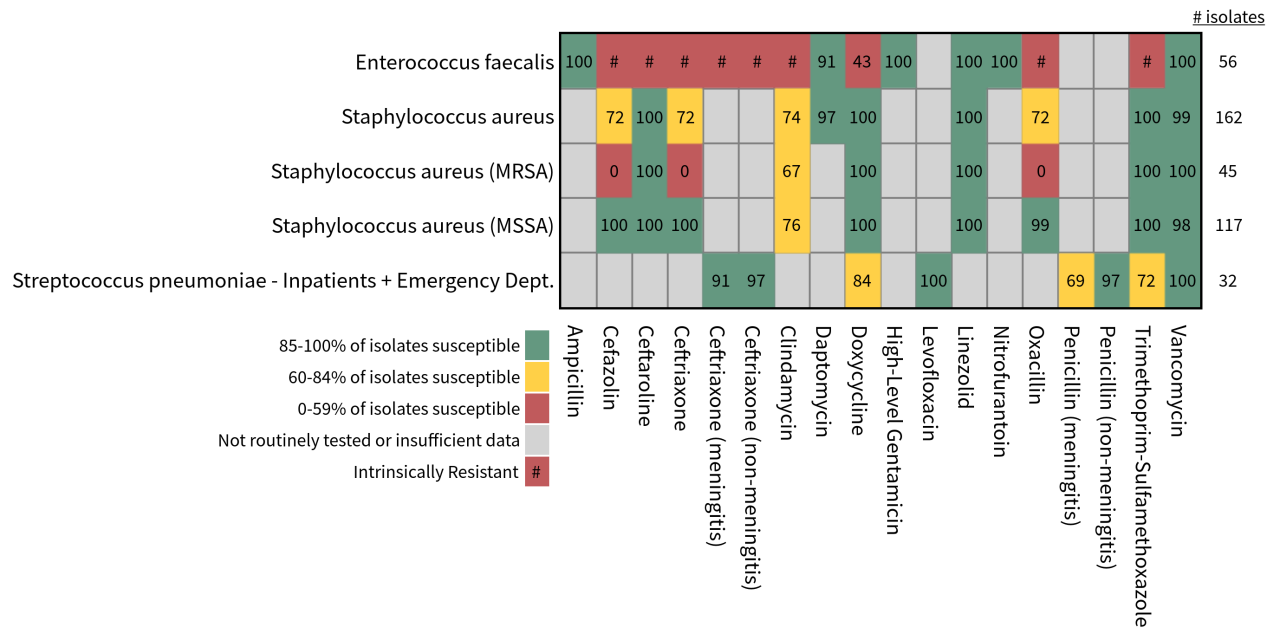 # isolates
Enterococcus faecalis 100 # # # # # # 91 43 100 100 100 # # 100 56
Staphylococcus aureus 72 100 72 74 97 100 100 72 100 99 162
Staphylococcus aureus (MRSA) 0 100 0 67 100 100 0 100 100 45
Staphylococcus aureus (MSSA) 100 100 100 76 100 100 99 100 98 117
Streptococcus pneumoniae - Inpatients + Emergency Dept. 91 97 84 100 69 97 72 100 32
Ampicillin
Cefazolin
Ceftaroline
Ceftriaxone
Ceftriaxone (meningitis)
Ceftriaxone (non-meningitis)
Clindamycin
Daptomycin
Doxycycline
High-Level Gentamicin
Levofloxacin
Linezolid
Nitrofurantoin
Oxacillin
Penicillin (meningitis)
Penicillin (non-meningitis)
Trimethoprim-Sulfamethoxazole
Vancomycin
85-100% of isolates susceptible
60-84% of isolates susceptible
0-59% of isolates susceptible
Not routinely tested or insufficient data
Intrinsically Resistant #